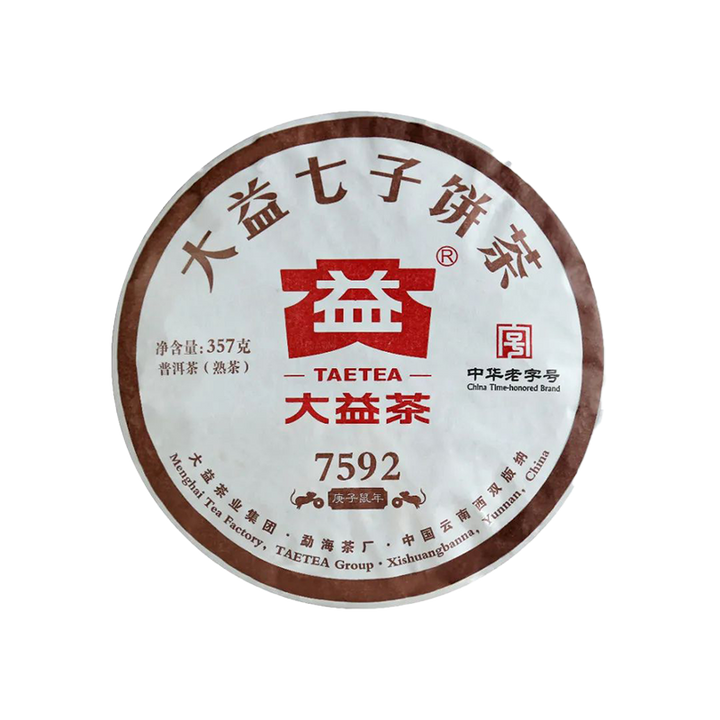 大益七子饼茶
益
®
净含量:357克
普洱茶（熟茶）
号
中华老字号
China Time-honored Brand
— TAETEA —
大益茶
7592
庚子鼠年
大益茶业集团·勐海茶厂·中国云南西双版纳
Menghai Tea Factory, TAETEA Group · Xishuangbanna, Yunnan, China